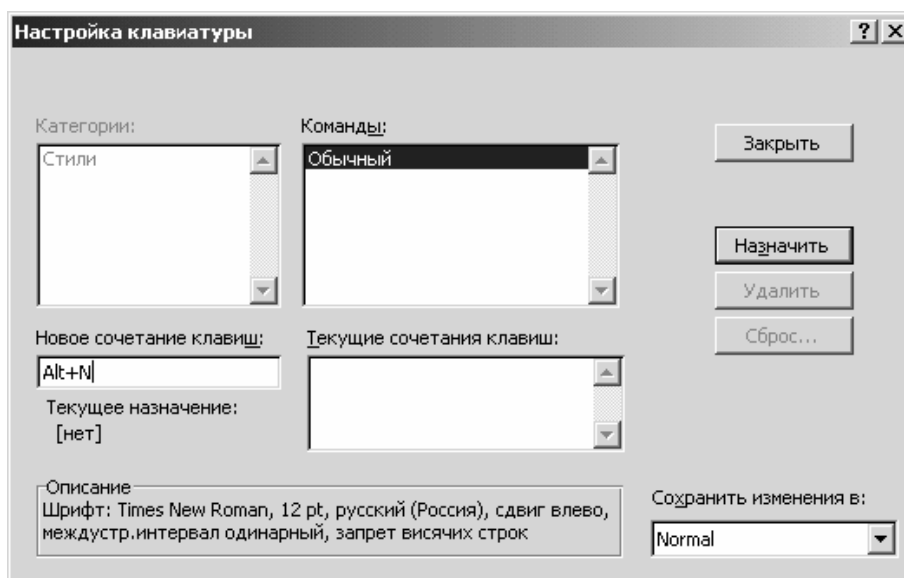 Настройка клавиатуры
Категории:
Стили
Команды:
Обычный
Закрыть
Назначить
Удалить
Сброс...
Новое сочетание клавиш:
Alt+N
Текущее назначение:
[нет]
Текущие сочетания клавиш:
Описание
Шрифт: Times New Roman, 12 pt, русский (Россия), сдвиг влево,
междустр.интервал одинарный, запрет висячих строк
Сохранить изменения в:
Normal